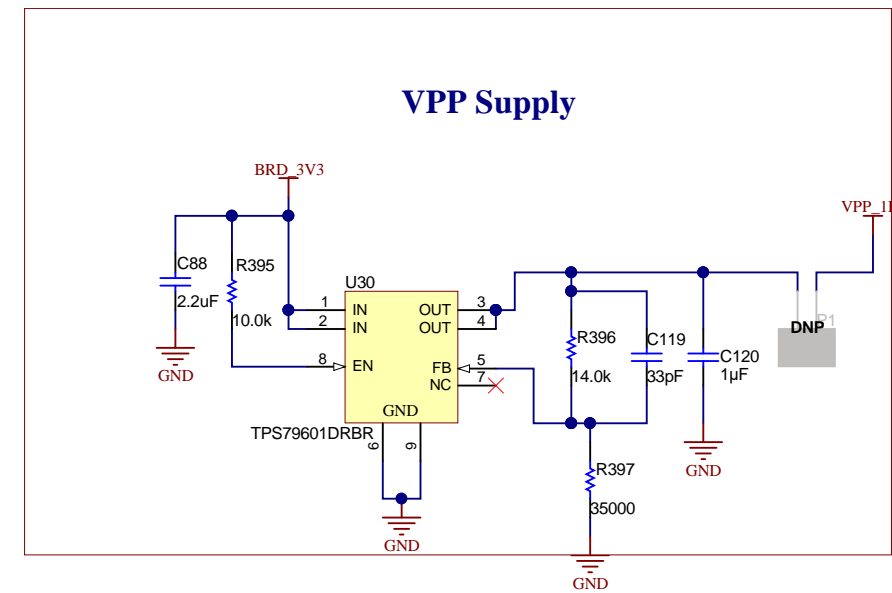 VPP Supply
BRD_3V3
VPP_1
C88
2.2uF
R395
10.0k
U30
1 IN
2 IN
8 EN
OUT 3
OUT 4
FB 5
NC 7
GND
TPS79601DRBR
6
9
GND
GND
R396
14.0k
C119
33pF
C120
1µF
GND
R397
35000
GND
DNP
P1